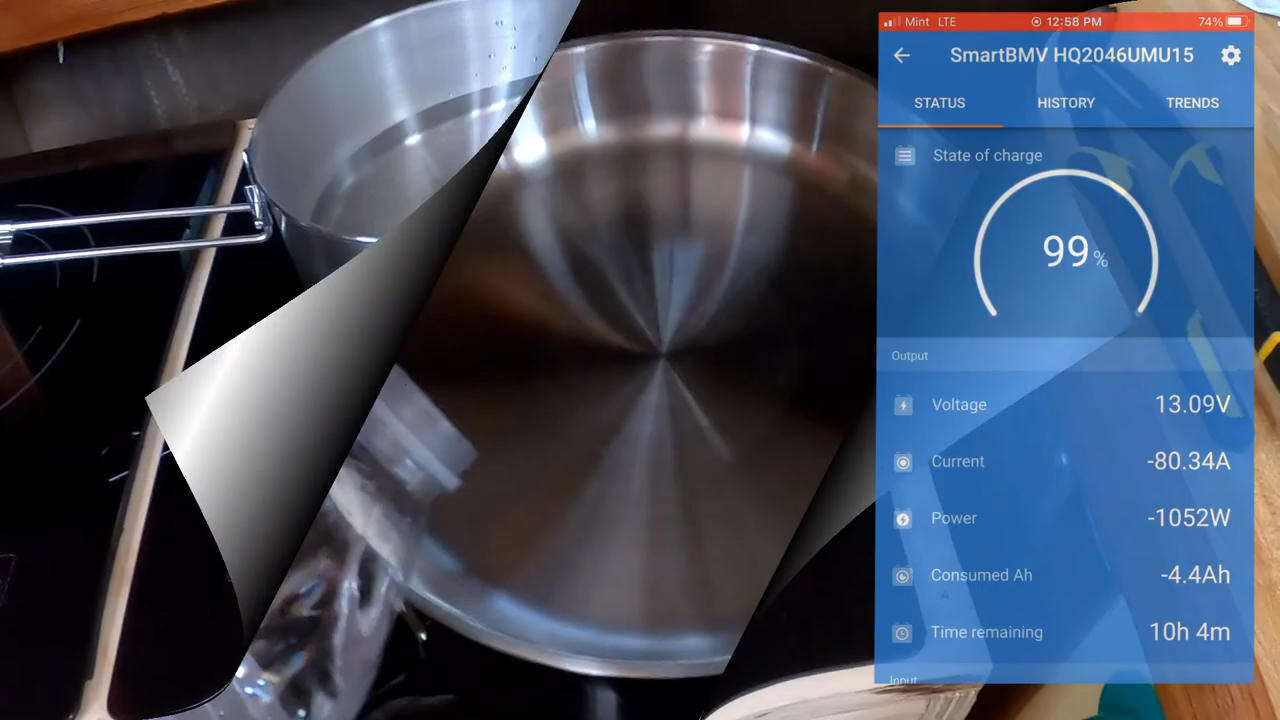 Mint LTE 12:58 PM 74%
SmartBMV HQ2046UMU15
STATUS HISTORY TRENDS
State of charge
99%
Output
Voltage 13.09V
Current -80.34A
Power -1052W
Consumed Ah -4.4Ah
Time remaining 10h 4m
Input